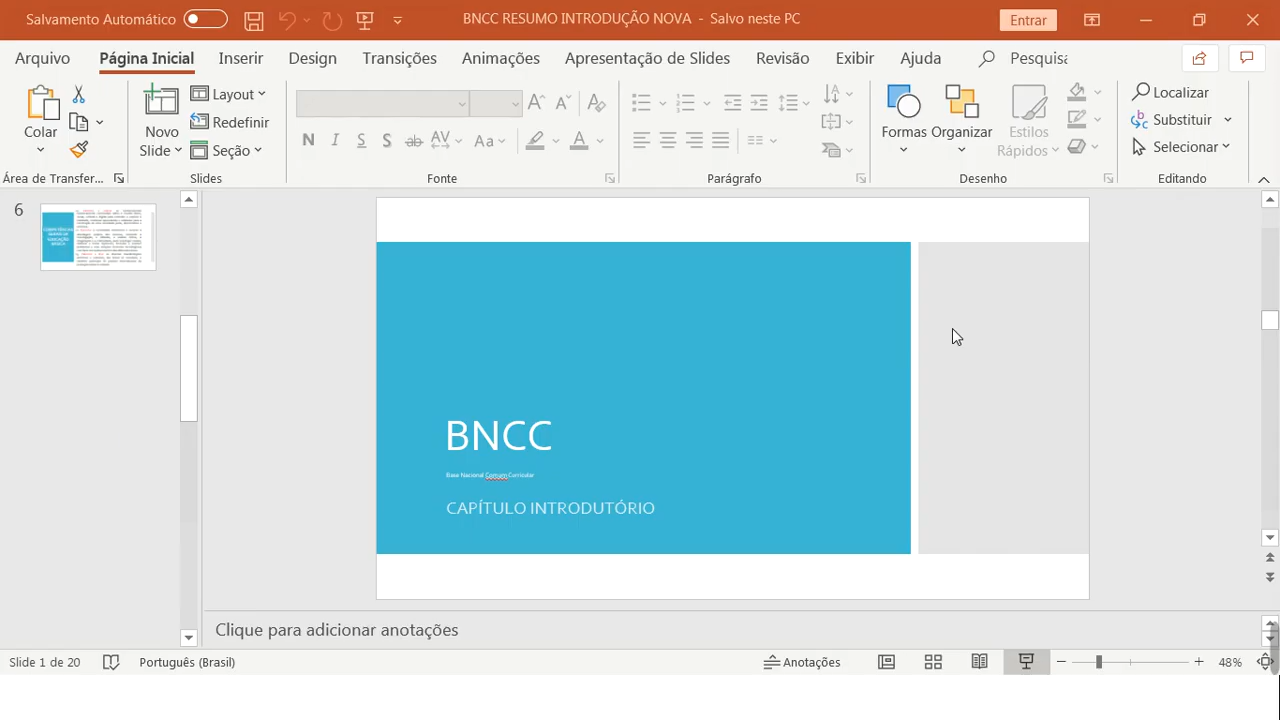 Salvamento Automático
BNCC RESUMO INTRODUÇÃO NOVA - Salvo neste PC
Entrar
Arquivo
Página Inicial
Inserir
Design
Transições
Animações
Apresentação de Slides
Revisão
Exibir
Ajuda
Pesquisa
Colar
Novo
Slide
Layout
Redefinir
Seção
N I S S ab AV Aa A
Formas
Organizar
Estilos
Rápidos
Localizar
Substituir
Selecionar
Área de Transfer...
Slides
Fonte
Parágrafo
Desenho
Editando
6
BNCC
Base Nacional Comum Curricular
CAPÍTULO INTRODUTÓRIO
Clique para adicionar anotações
Slide 1 de 20
Português (Brasil)
Anotações
48%